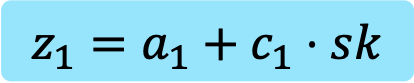 z₁ = a₁ + c₁ · sk